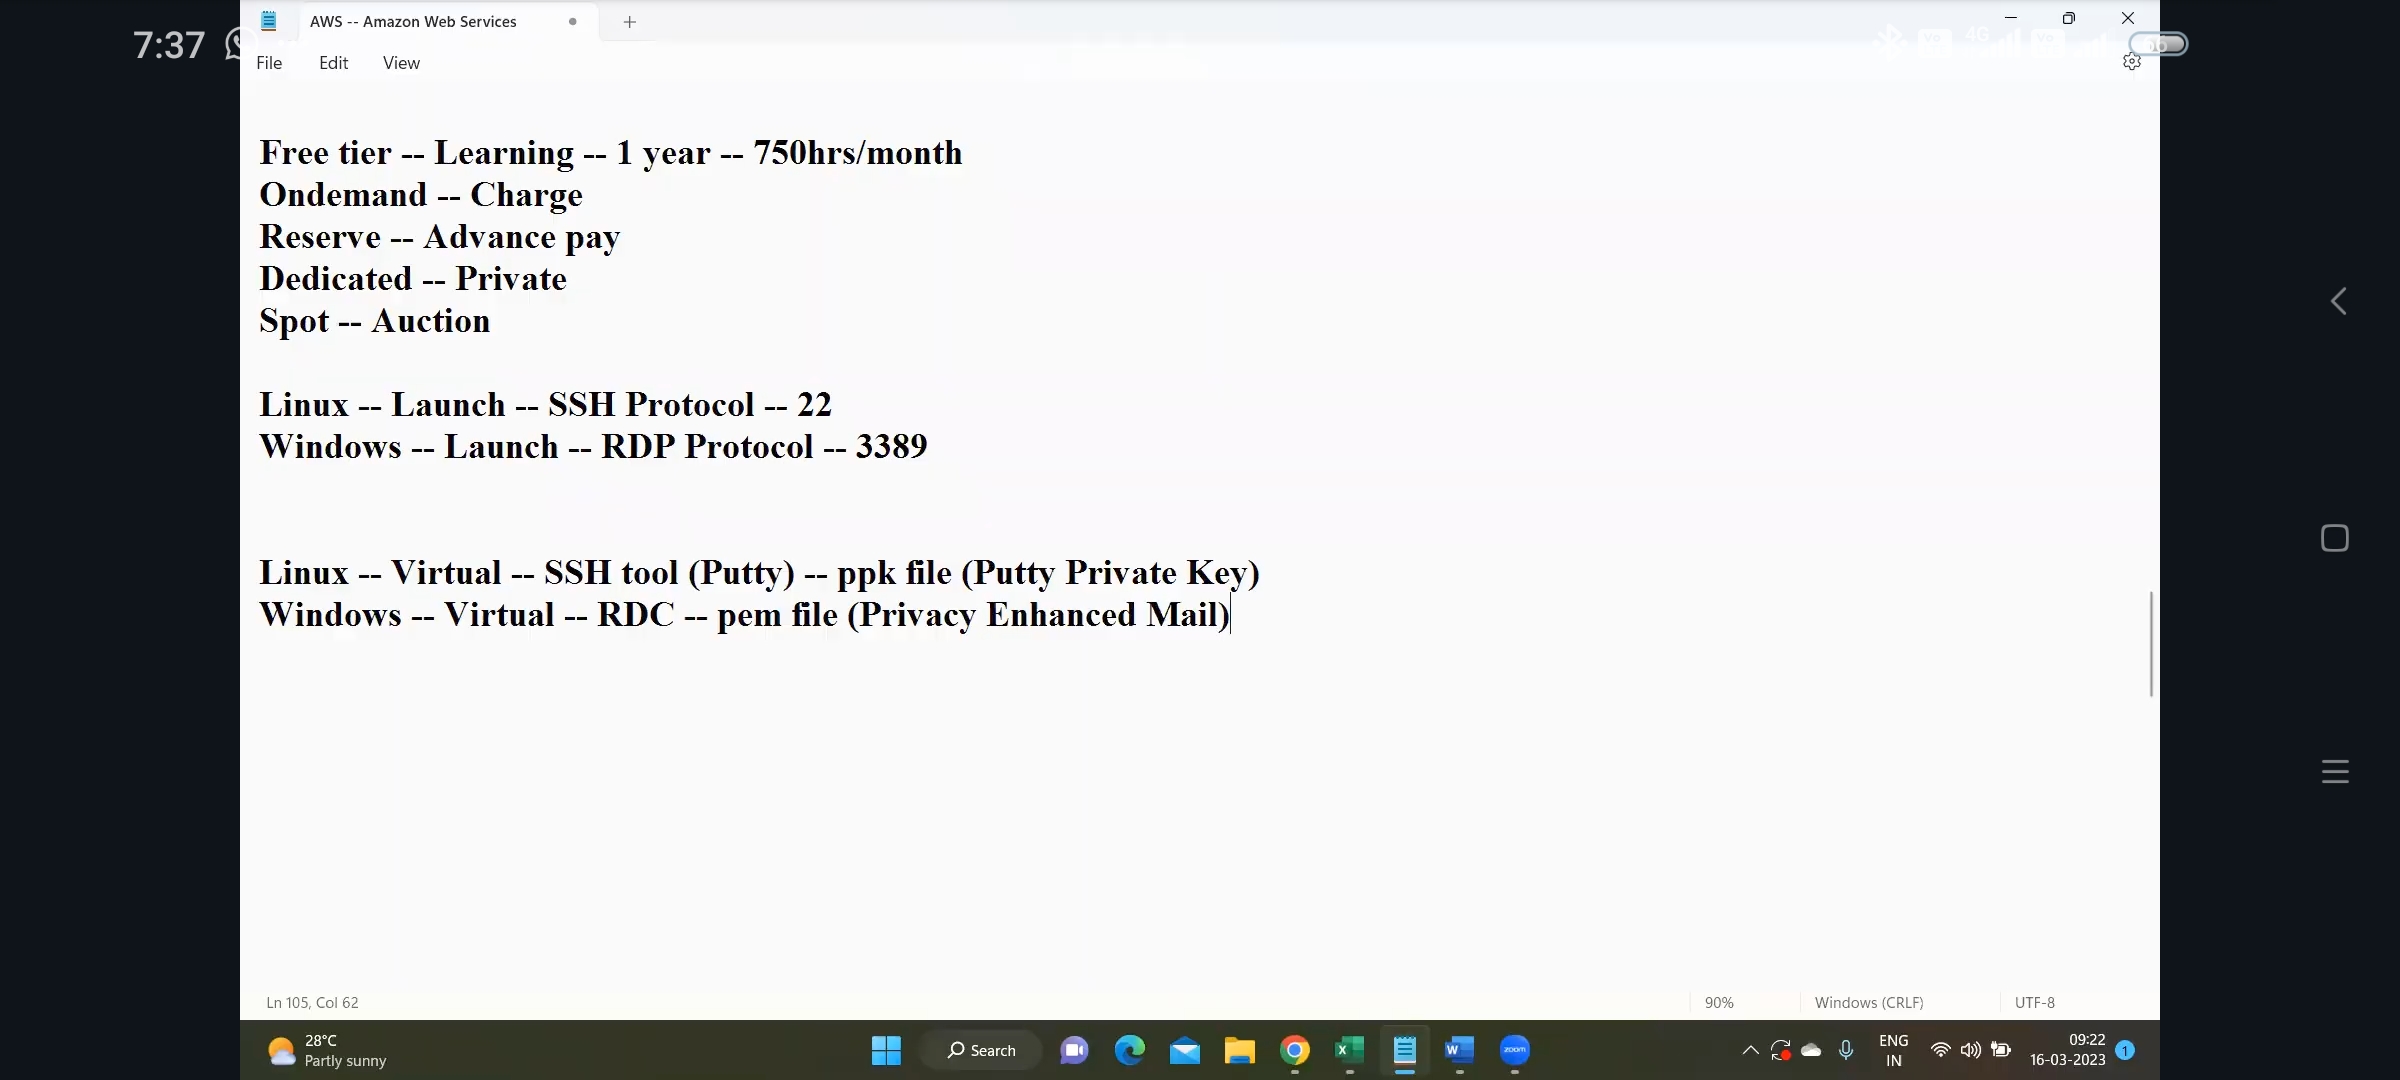 AWS -- Amazon Web Services
7:37
File Edit View
Free tier -- Learning -- 1 year -- 750hrs/month
Ondemand -- Charge
Reserve -- Advance pay
Dedicated -- Private
Spot -- Auction
Linux -- Launch -- SSH Protocol -- 22
Windows -- Launch -- RDP Protocol -- 3389
Linux -- Virtual -- SSH tool (Putty) -- ppk file (Putty Private Key)
Windows -- Virtual -- RDC -- pem file (Privacy Enhanced Mail)
Ln 105, Col 62 90% Windows (CRLF) UTF-8
28°C
Partly sunny
Search
zoom
ENG
IN
09:22
16-03-2023
1